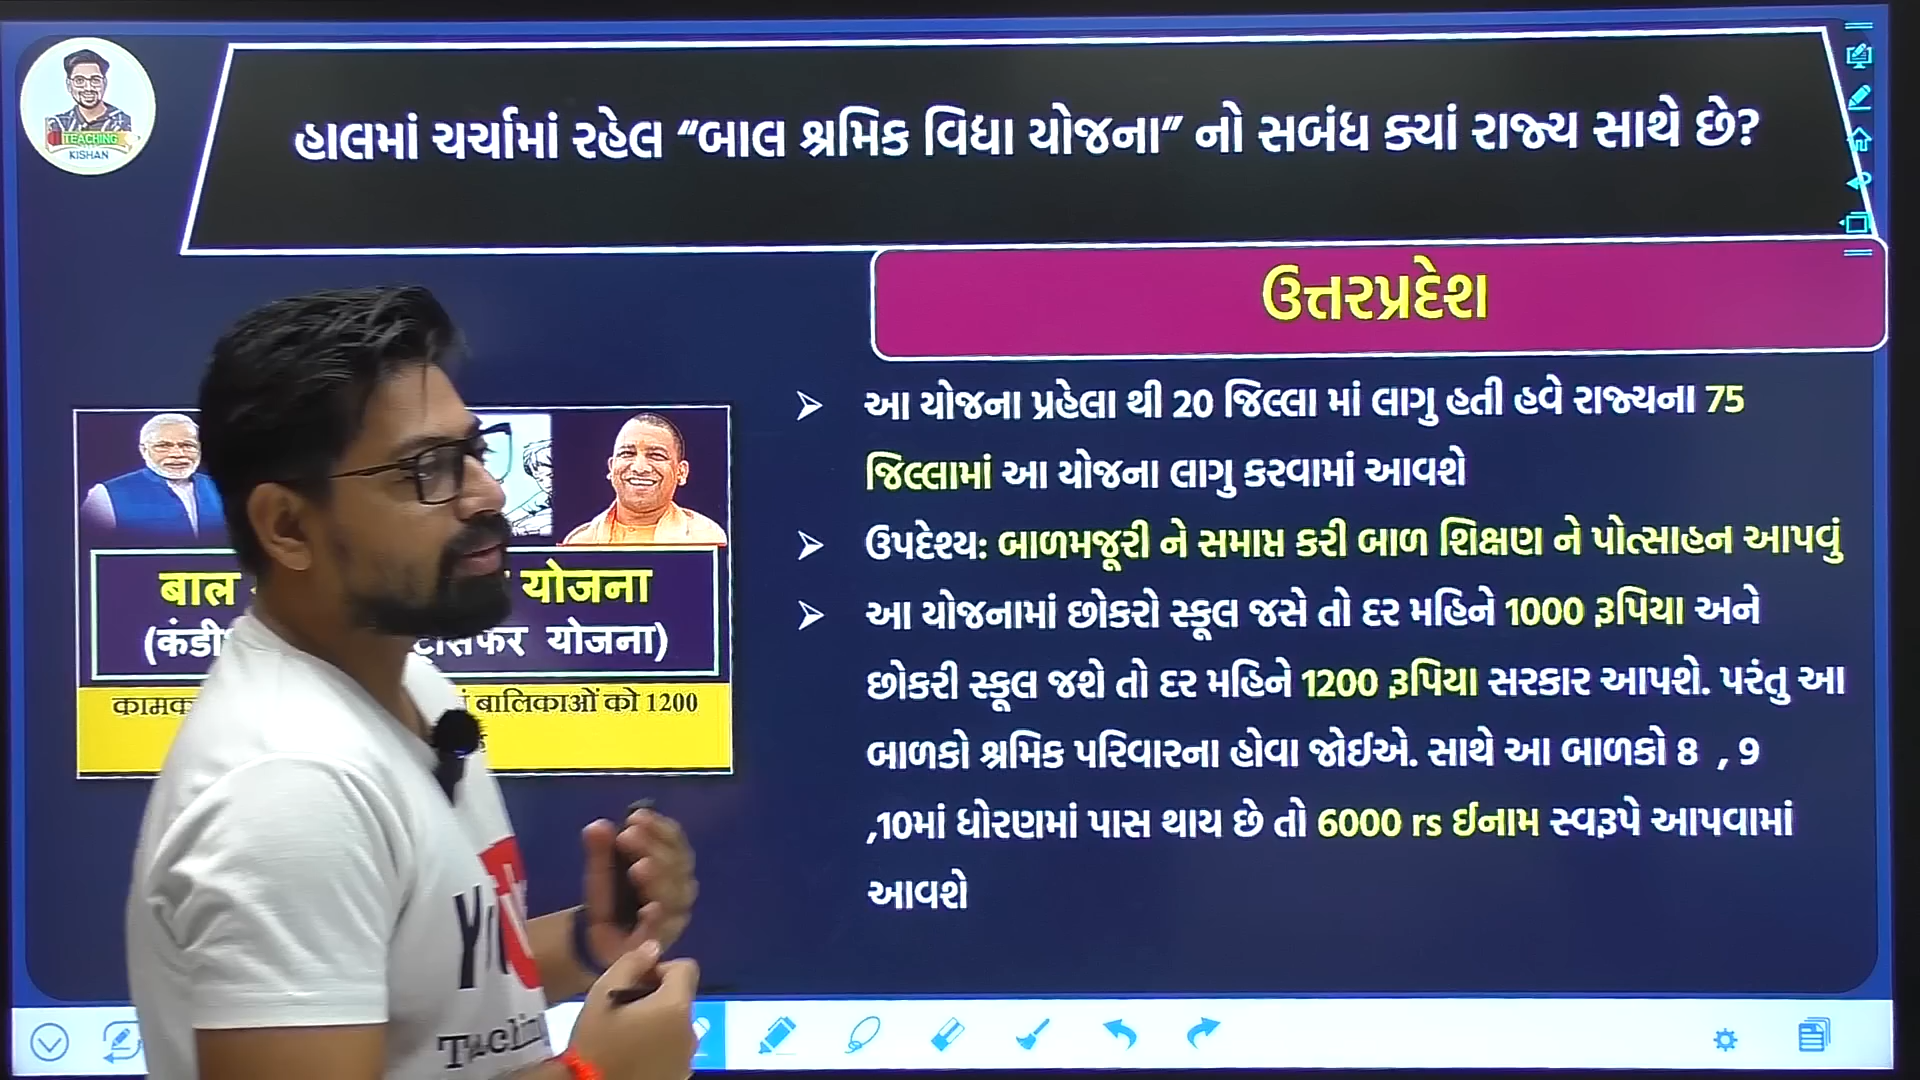 TEACHING
KISHAN
હાલમાં ચર્ચામાં રહેલ “બાલ શ્રમિક વિદ્યા યોજના” નો સબંધ ક્યાં રાજ્ય સાથે છે?
ઉત્તરપ્રદેશ
આ યોજના પ્રહેલા થી 20 જિલ્લા માં લાગુ હતી હવે રાજ્યના 75
જિલ્લામાં આ યોજના લાગુ કરવામાં આવશે
ઉપદેશ્ય: બાળમજૂરી ને સમાપ્ત કરી બાળ શિક્ષણ ને પોત્સાહન આપવું
આ યોજનામાં છોકરો સ્કૂલ જસે તો દર મહિને 1000 રૂપિયા અને
છોકરી સ્કૂલ જશે તો દર મહિને 1200 રૂપિયા સરકાર આપશે. પરંતુ આ
બાળકો શ્રમિક પરિવારના હોવા જોઈએ. સાથે આ બાળકો 8 , 9
,10માં ધોરણમાં પાસ થાય છે તો 6000 rs ઈનામ સ્વરૂપે આપવામાં
આવશે
बाल योजना
योजना)
बालिकाओं को 1200